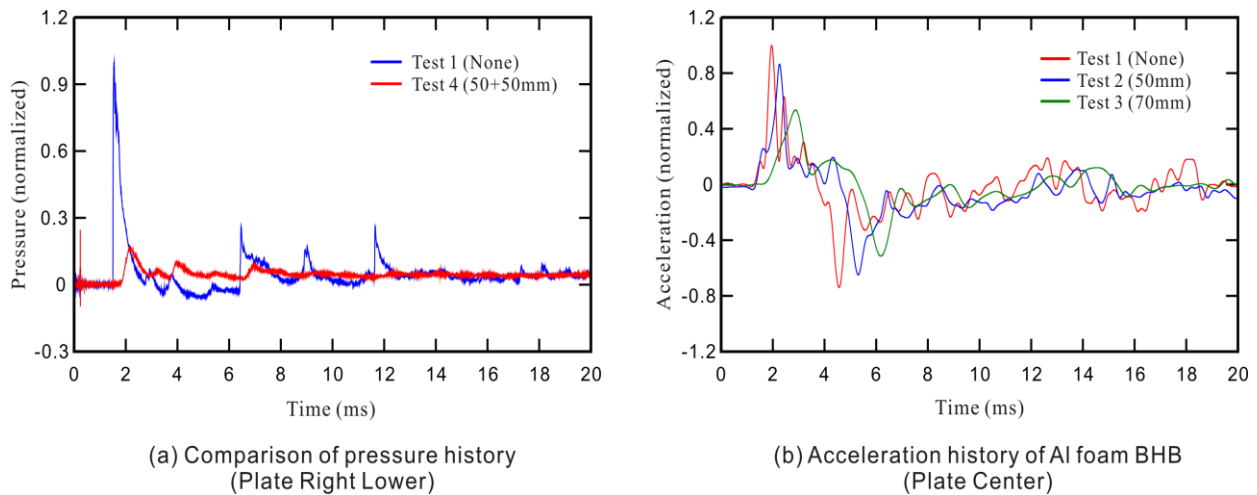 1.2
0.9
0.6
0.3
0
-0.3
Pressure (normalized)
Test 1 (None)
Test 4 (50+50mm)
0 2 4 6 8 10 12 14 16 18 20
Time (ms)
(a) Comparison of pressure history
(Plate Right Lower)
1.2
0.8
0.4
0
-0.4
-0.8
-1.2
Acceleration (normalized)
Test 1 (None)
Test 2 (50mm)
Test 3 (70mm)
0 2 4 6 8 10 12 14 16 18 20
Time (ms)
(b) Acceleration history of Al foam BHB
(Plate Center)